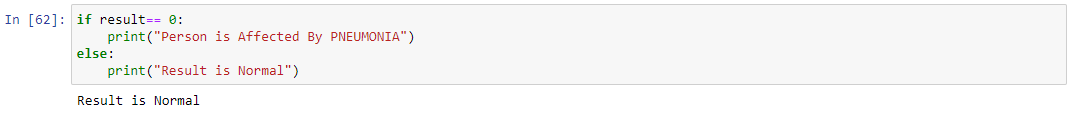 In [62]: if result== 0:
    print("Person is Affected By PNEUMONIA")
else:
    print("Result is Normal")
Result is Normal